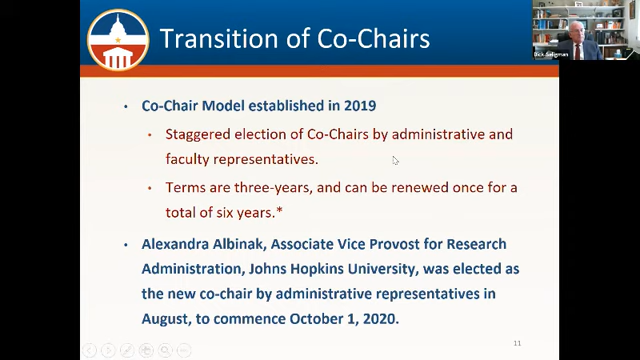 Transition of Co-Chairs
Dick Seligman
• Co-Chair Model established in 2019
• Staggered election of Co-Chairs by administrative and
faculty representatives.
• Terms are three-years, and can be renewed once for a
total of six years.*
• Alexandra Albinak, Associate Vice Provost for Research
Administration, Johns Hopkins University, was elected as
the new co-chair by administrative representatives in
August, to commence October 1, 2020.
11